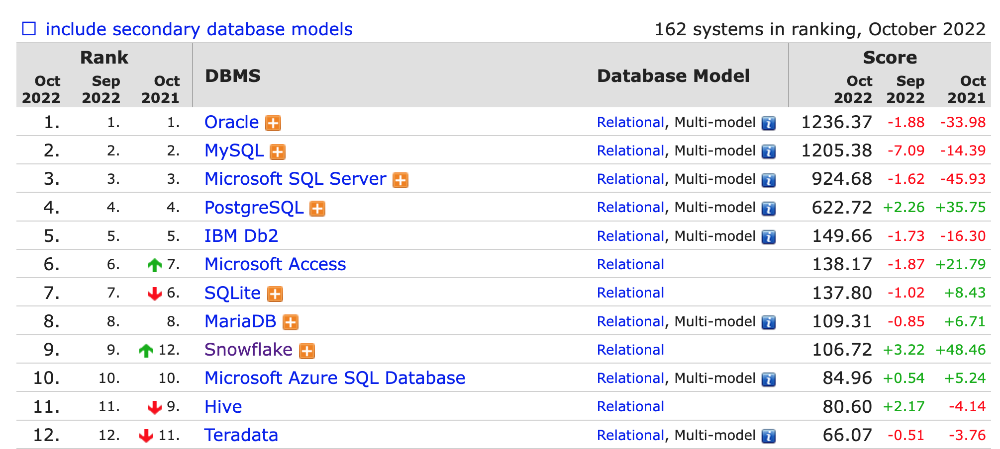 include secondary database models 162 systems in ranking, October 2022
Rank DBMS Database Model Score
Oct 2022 Sep 2022 Oct 2021 Oct 2022 Sep 2022 Oct 2021
1. 1. 1. Oracle Relational, Multi-model 1236.37 -1.88 -33.98
2. 2. 2. MySQL Relational, Multi-model 1205.38 -7.09 -14.39
3. 3. 3. Microsoft SQL Server Relational, Multi-model 924.68 -1.62 -45.93
4. 4. 4. PostgreSQL Relational, Multi-model 622.72 +2.26 +35.75
5. 5. 5. IBM Db2 Relational, Multi-model 149.66 -1.73 -16.30
6. 6. 7. Microsoft Access Relational 138.17 -1.87 +21.79
7. 7. 6. SQLite Relational 137.80 -1.02 +8.43
8. 8. 8. MariaDB Relational, Multi-model 109.31 -0.85 +6.71
9. 9. 12. Snowflake Relational 106.72 +3.22 +48.46
10. 10. 10. Microsoft Azure SQL Database Relational, Multi-model 84.96 +0.54 +5.24
11. 11. 9. Hive Relational 80.60 +2.17 -4.14
12. 12. 11. Teradata Relational, Multi-model 66.07 -0.51 -3.76